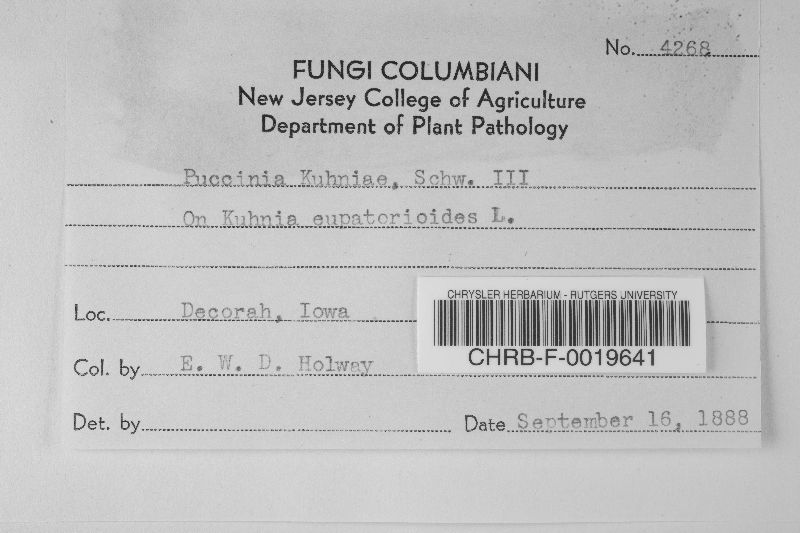 No. 4268
FUNGI COLUMBIANI
New Jersey College of Agriculture
Department of Plant Pathology
Puccinia Kuhniae, Schw. III
On Kuhnia eupatorioides L.
Loc. Decorah, Iowa
CHRYSLER HERBARIUM - RUTGERS UNIVERSITY
CHRB-F-0019641
Col. by E. W. D. Holway
Det. by
Date September 16, 1888